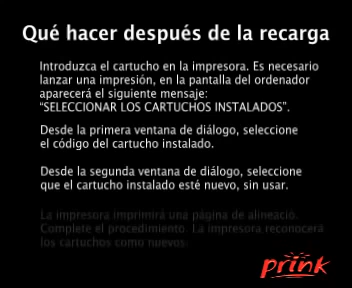 Qué hacer después de la recarga
Introduzca el cartucho en la impresora. Es necesario
lanzar una impresión, en la pantalla del ordenador
aparecerá el siguiente mensaje:
“SELECCIONAR LOS CARTUCHOS INSTALADOS”.
Desde la primera ventana de diálogo, seleccione
el código del cartucho instalado.
Desde la segunda ventana de diálogo, seleccione
que el cartucho instalado esté nuevo, sin usar.
La impresora imprimirá una página de alineació.
Complete el procedimiento. La impresora reconocerá
los cartuchos como nuevos.
prink